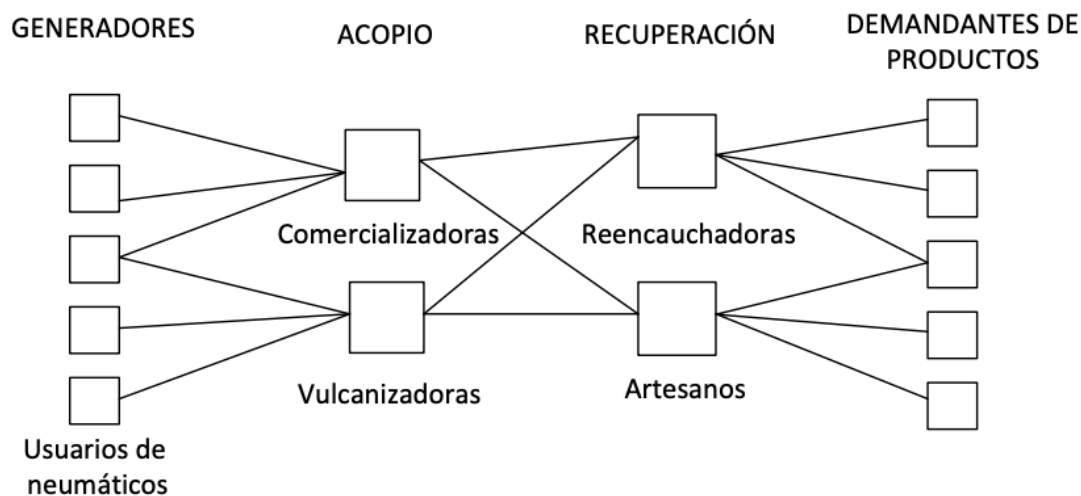 GENERADORES
ACOPIO
RECUPERACIÓN
DEMANDANTES DE
PRODUCTOS
Comercializadoras
Reencauchadoras
Vulcanizadoras
Artesanos
Usuarios de
neumáticos